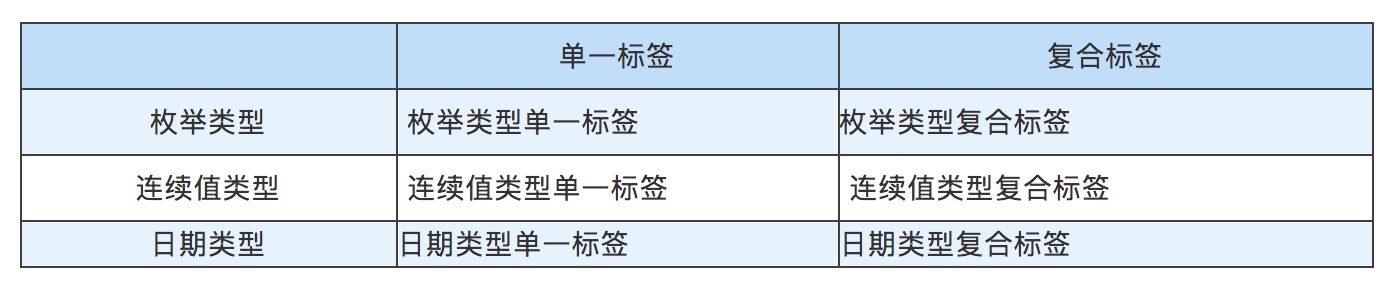 单一标签 复合标签
枚举类型 枚举类型单一标签 枚举类型复合标签
连续值类型 连续值类型单一标签 连续值类型复合标签
日期类型 日期类型单一标签 日期类型复合标签